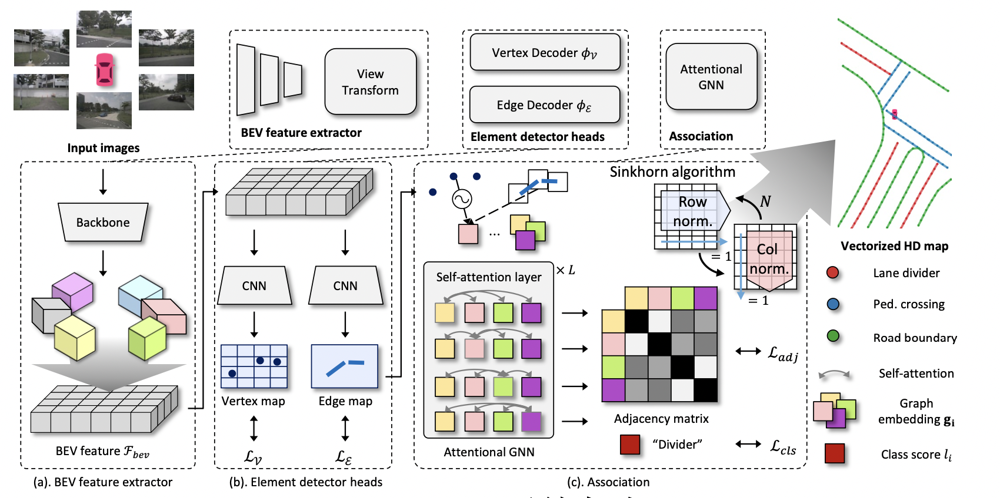 Input images
View
Transform
BEV feature extractor
Vertex Decoder ϕ𝒱
Edge Decoder ϕℰ
Element detector heads
Attentional
GNN
Association
Backbone
BEV feature ℱbev
(a). BEV feature extractor
CNN
CNN
Vertex map
Edge map
ℒ𝒱
ℒℰ
(b). Element detector heads
...
Self-attention layer
× L
Attentional GNN
Sinkhorn algorithm
Row
norm.
N
= 1
Col
norm.
= 1
Adjacency matrix
ℒadj
“Divider”
ℒcls
(c). Association
Vectorized HD map
Lane divider
Ped. crossing
Road boundary
Self-attention
Graph
embedding gi
Class score li